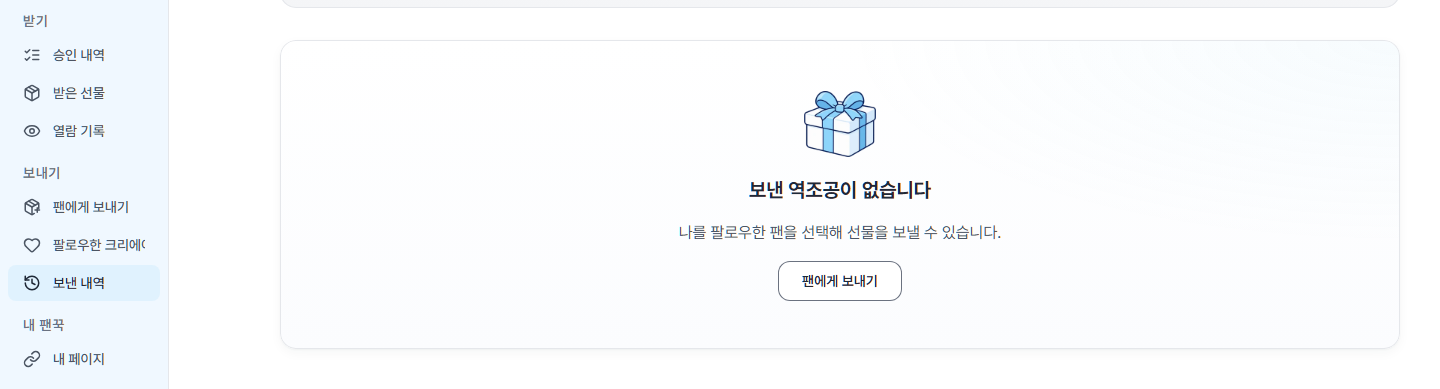 받기
승인 내역
받은 선물
열람 기록
보내기
팬에게 보내기
팔로우한 크리에
보낸 내역
내 팬꾹
내 페이지
보낸 역조공이 없습니다
나를 팔로우한 팬을 선택해 선물을 보낼 수 있습니다.
팬에게 보내기